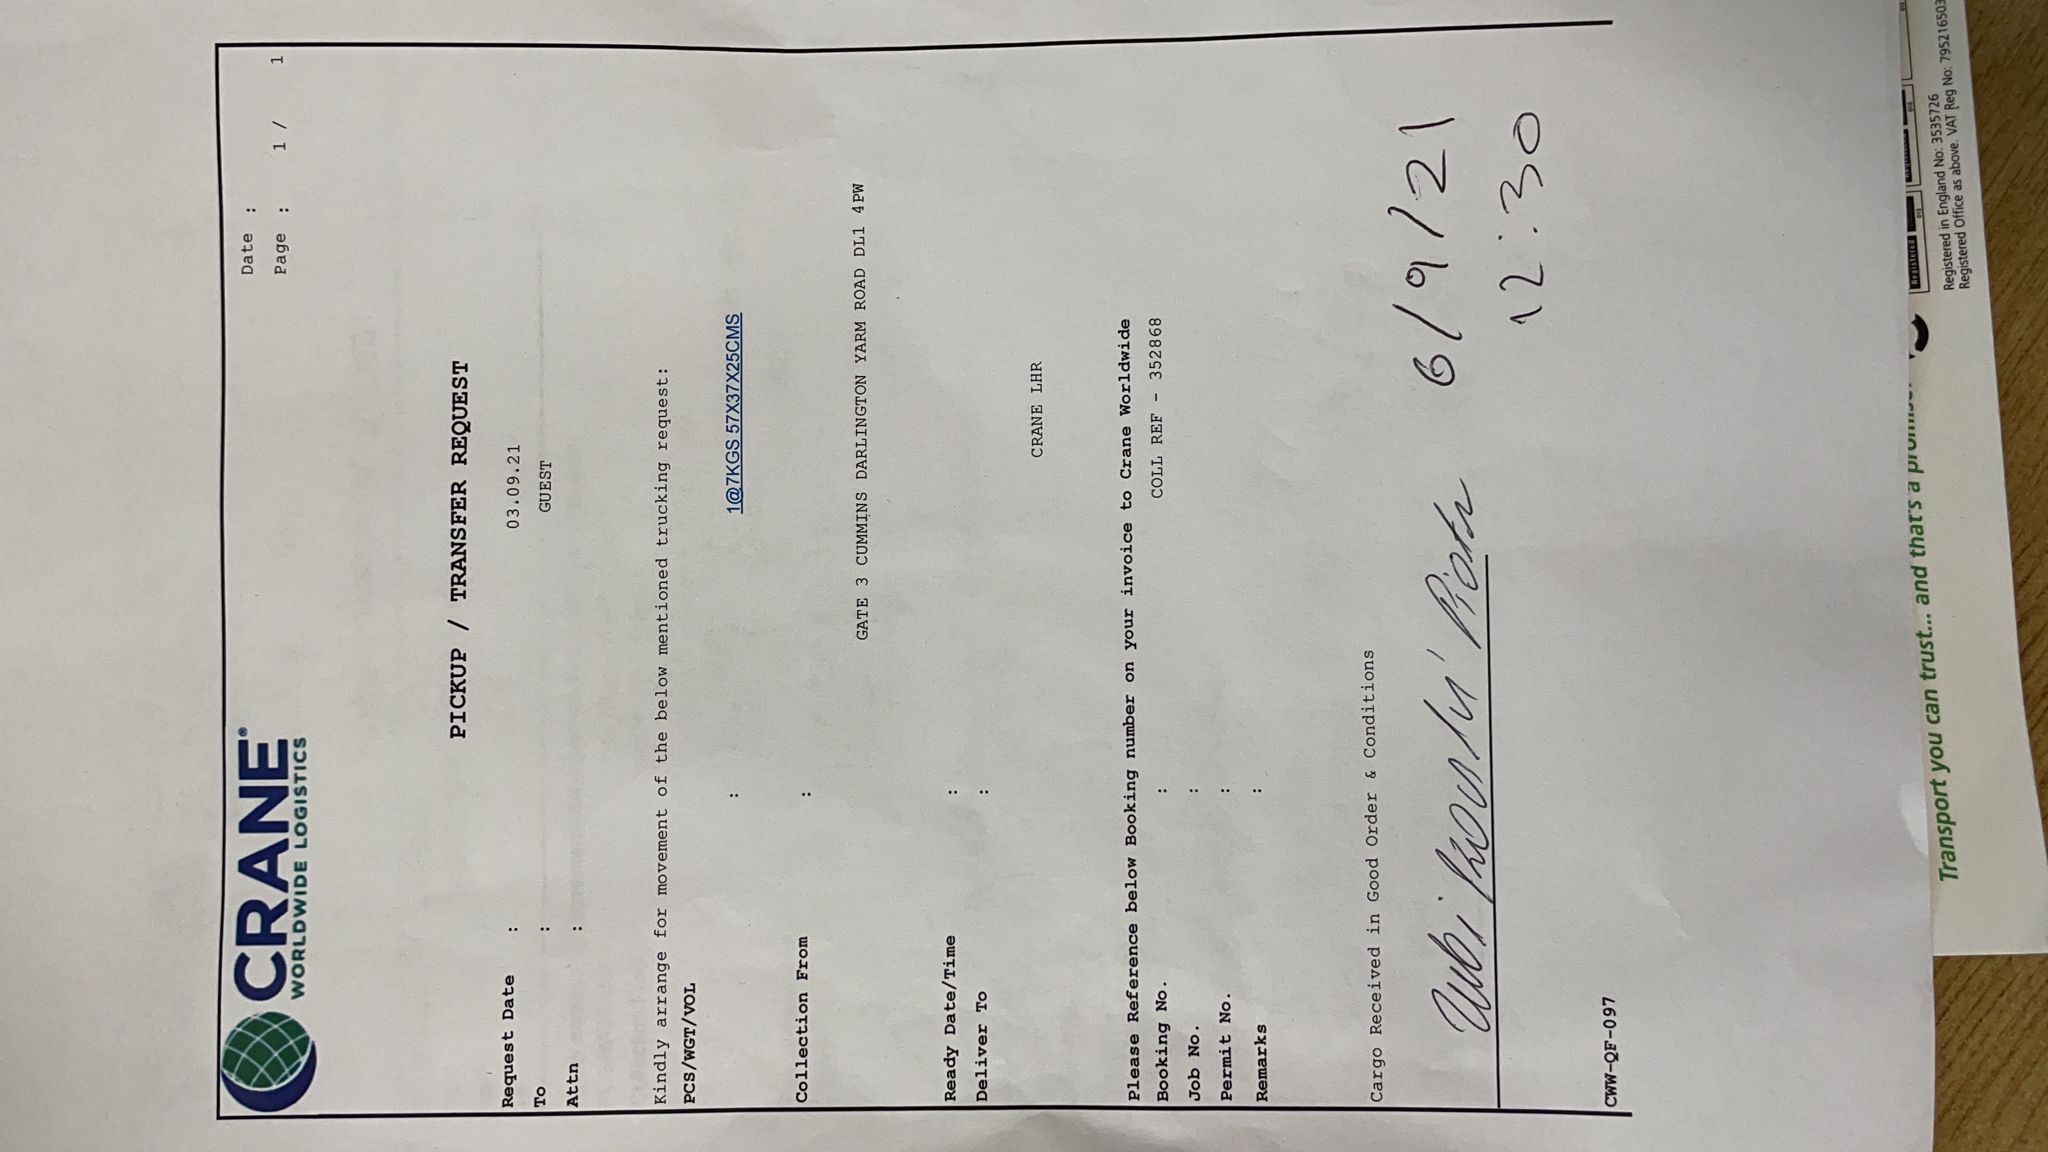 CRANE®
WORLDWIDE LOGISTICS
Date :
Page : 1 / 1
PICKUP / TRANSFER REQUEST
Request Date : 03.09.21
To : GUEST
Attn :
Kindly arrange for movement of the below mentioned trucking request:
PCS/WGT/VOL : 1@7KGS 57X37X25CMS
Collection From :
GATE 3 CUMMINS DARLINGTON YARM ROAD DL1 4PW
Ready Date/Time :
Deliver To :
CRANE LHR
Please Reference below Booking number on your invoice to Crane Worldwide
Booking No. : COLL REF - 352868
Job No. :
Permit No. :
Remarks :
Cargo Received in Good Order & Conditions
Piotr 6/9/21
12:30
CWW-QF-097
Registered
Transport you can trust... and that's a
Registered in England No: 3535726
Registered Office as above. VAT Reg No: 795216503